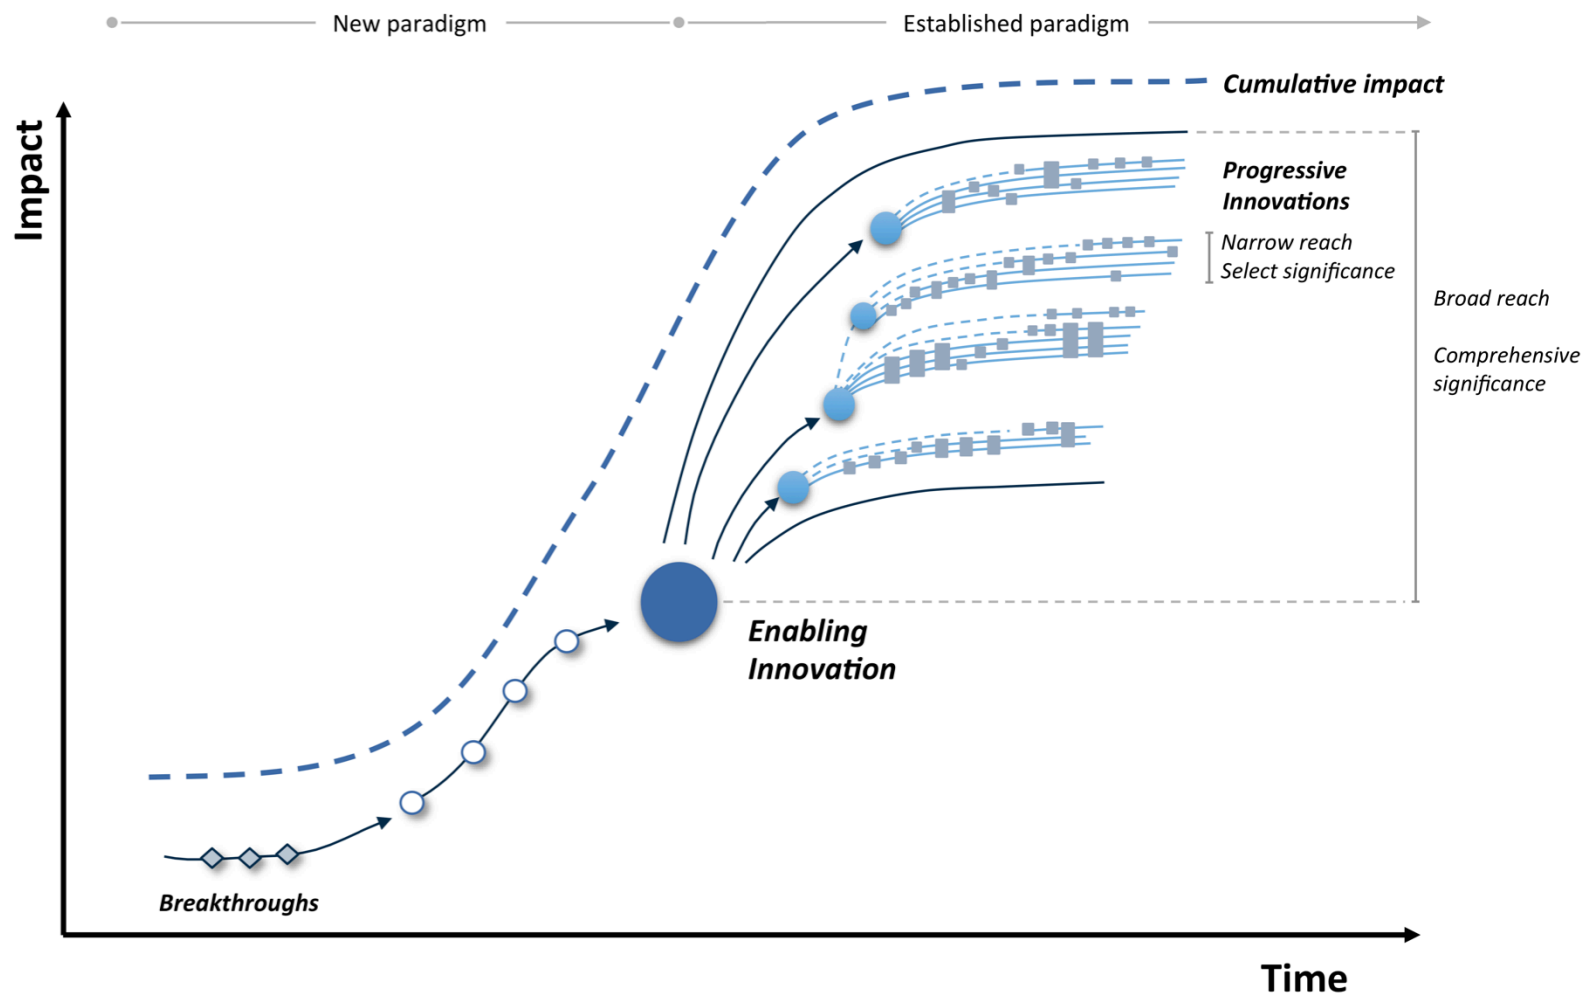 New paradigm
Established paradigm
Cumulative impact
Impact
Progressive
Innovations
Narrow reach
Select significance
Broad reach
Comprehensive
significance
Enabling
Innovation
Breakthroughs
Time